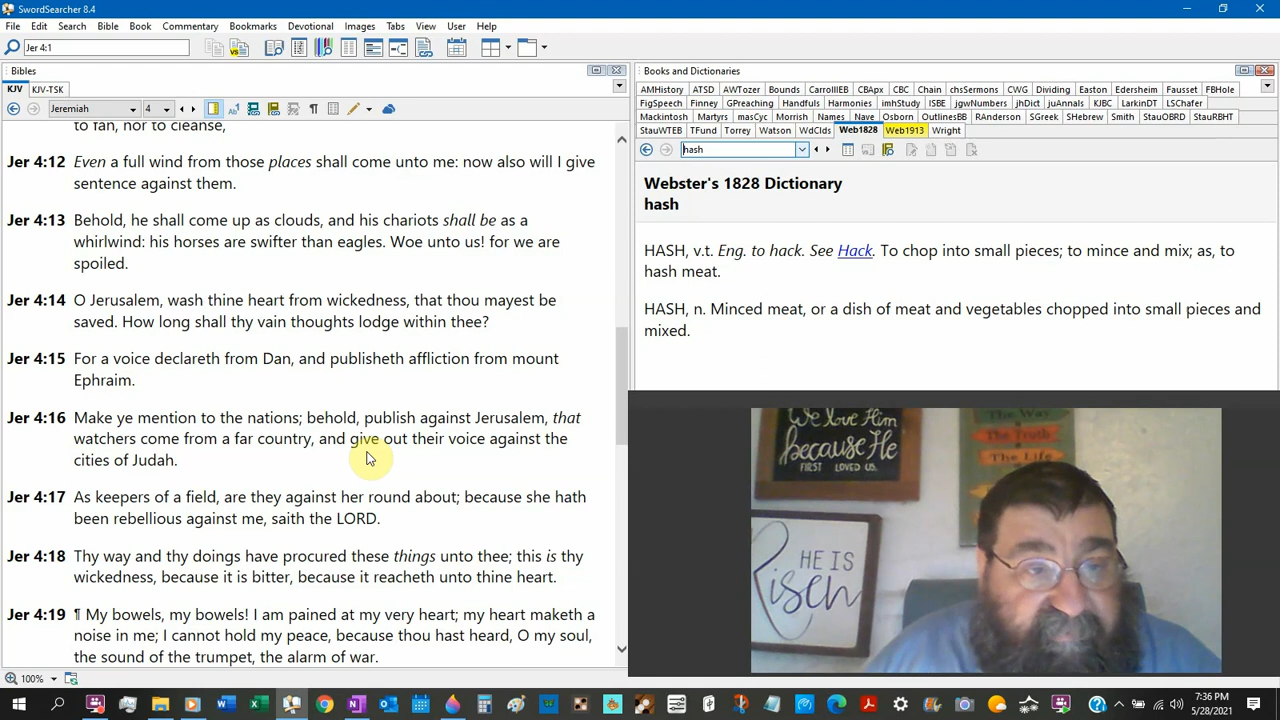 SwordSearcher 8.4
File Edit Search Bible Book Commentary Bookmarks Devotional Images Tabs View User Help
Jer 4:1
Bibles
KJV KJV-TSK
Jeremiah 4
to fan, nor to cleanse,
Jer 4:12 Even a full wind from those places shall come unto me: now also will I give
sentence against them.
Jer 4:13 Behold, he shall come up as clouds, and his chariots shall be as a
whirlwind: his horses are swifter than eagles. Woe unto us! for we are
spoiled.
Jer 4:14 O Jerusalem, wash thine heart from wickedness, that thou mayest be
saved. How long shall thy vain thoughts lodge within thee?
Jer 4:15 For a voice declareth from Dan, and publisheth affliction from mount
Ephraim.
Jer 4:16 Make ye mention to the nations; behold, publish against Jerusalem, that
watchers come from a far country, and give out their voice against the
cities of Judah.
Jer 4:17 As keepers of a field, are they against her round about; because she hath
been rebellious against me, saith the LORD.
Jer 4:18 Thy way and thy doings have procured these things unto thee; this is thy
wickedness, because it is bitter, because it reacheth unto thine heart.
Jer 4:19 ¶ My bowels, my bowels! I am pained at my very heart; my heart maketh a
noise in me; I cannot hold my peace, because thou hast heard, O my soul,
the sound of the trumpet, the alarm of war.
100%
Books and Dictionaries
AMHistory ATSD AWTozer Bounds CarrollIEB CBApx CBC Chain chsSermons CWG Dividing Easton Edersheim Fausset FBHole
FigSpeech Finney GPreaching Handfuls Harmonies imhStudy ISBE jgwNumbers jhDict juAnnals KJBC LarkinDT LSChafer
Mackintosh Martyrs masCyc Morrish Names Nave Osborn OutlinesBB RAnderson SGreek SHebrew Smith StauOBRD StauRBHT
StauWTEB TFund Torrey Watson WdClds Web1828 Web1913 Wright
hash
Webster's 1828 Dictionary
hash
HASH, v.t. Eng. to hack. See Hack. To chop into small pieces; to mince and mix; as, to
hash meat.
HASH, n. Minced meat, or a dish of meat and vegetables chopped into small pieces and
mixed.
We love Him
because He
FIRST LOVED US.
The Way
The Truth
The Life
HE IS
Risen
7:36 PM
5/28/2021